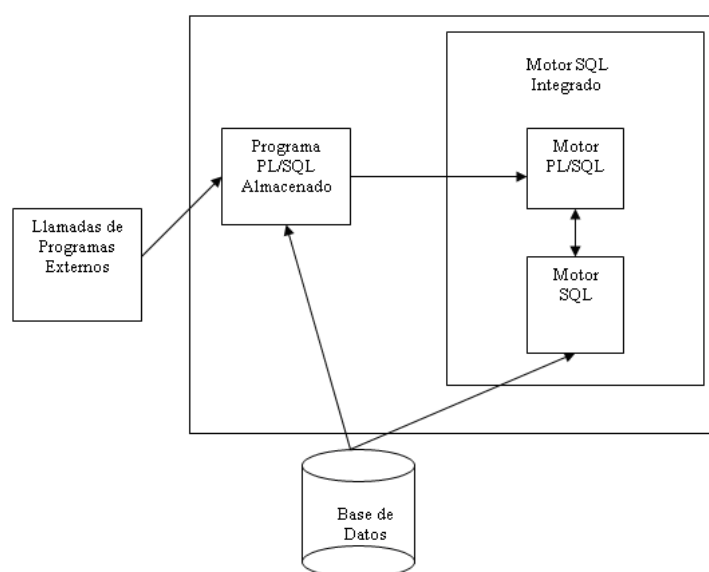 Motor SQL
Integrado
Programa
PL/SQL
Almacenado
Motor
PL/SQL
Llamadas de
Programas
Externos
Motor
SQL
Base de
Datos